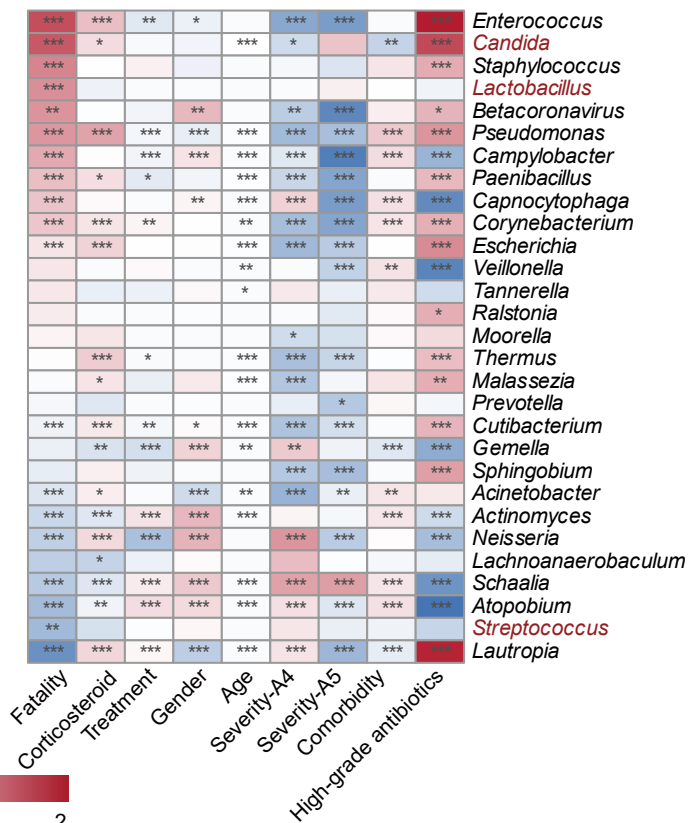 *** *** ** * *** *** *** Enterococcus
*** * *** * ** *** Candida
*** *** Staphylococcus
*** Lactobacillus
** ** ** *** * Betacoronavirus
*** *** *** *** *** *** *** *** *** Pseudomonas
*** *** *** *** *** *** *** *** Campylobacter
*** * * *** *** *** *** Paenibacillus
*** ** *** *** *** *** *** Capnocytophaga
*** *** ** ** *** *** *** *** Corynebacterium
*** *** *** *** *** *** Escherichia
** *** ** *** Veillonella
* Tannerella
* Ralstonia
* Moorella
*** * *** *** *** *** Thermus
* *** *** ** Malassezia
* Prevotella
*** *** ** * *** *** *** *** Cutibacterium
** *** *** ** ** *** *** Gemella
*** *** *** Sphingobium
*** * *** ** *** ** ** Acinetobacter
*** *** *** *** *** *** *** Actinomyces
*** *** *** *** *** *** *** Neisseria
* Lachnoanaerobaculum
*** *** *** *** *** *** *** *** *** Schaalia
*** ** *** *** *** *** *** *** *** Atopobium
** Streptococcus
*** *** *** *** *** *** *** *** *** Lautropia
Fatality
Corticosteroid
Treatment
Gender
Age
Severity-A4
Severity-A5
Comorbidity
High-grade antibiotics